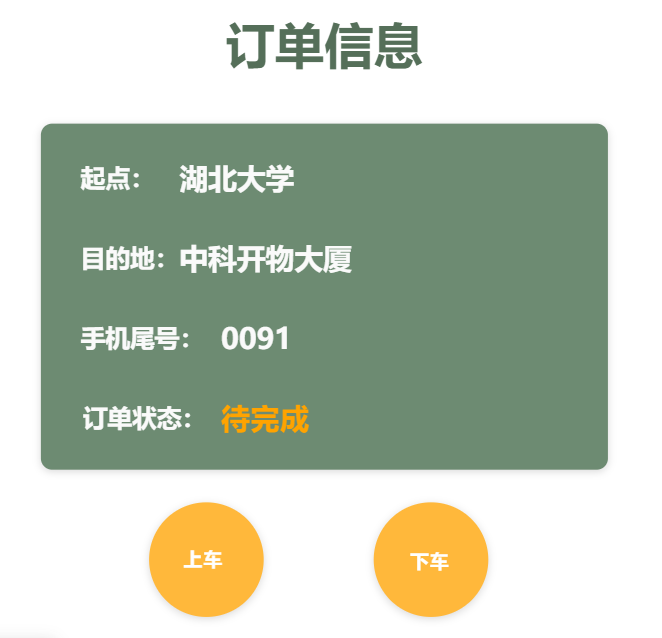 订单信息
起点： 湖北大学
目的地：中科开物大厦
手机尾号： 0091
订单状态： 待完成
上车 下车